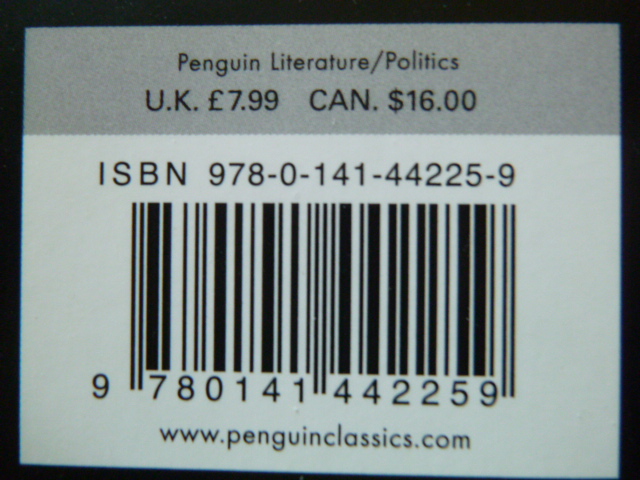 Penguin Literature/Politics
U.K. £7.99 CAN. $16.00
ISBN 978-0-141-44225-9
9 780141 442259
www.penguinclassics.com